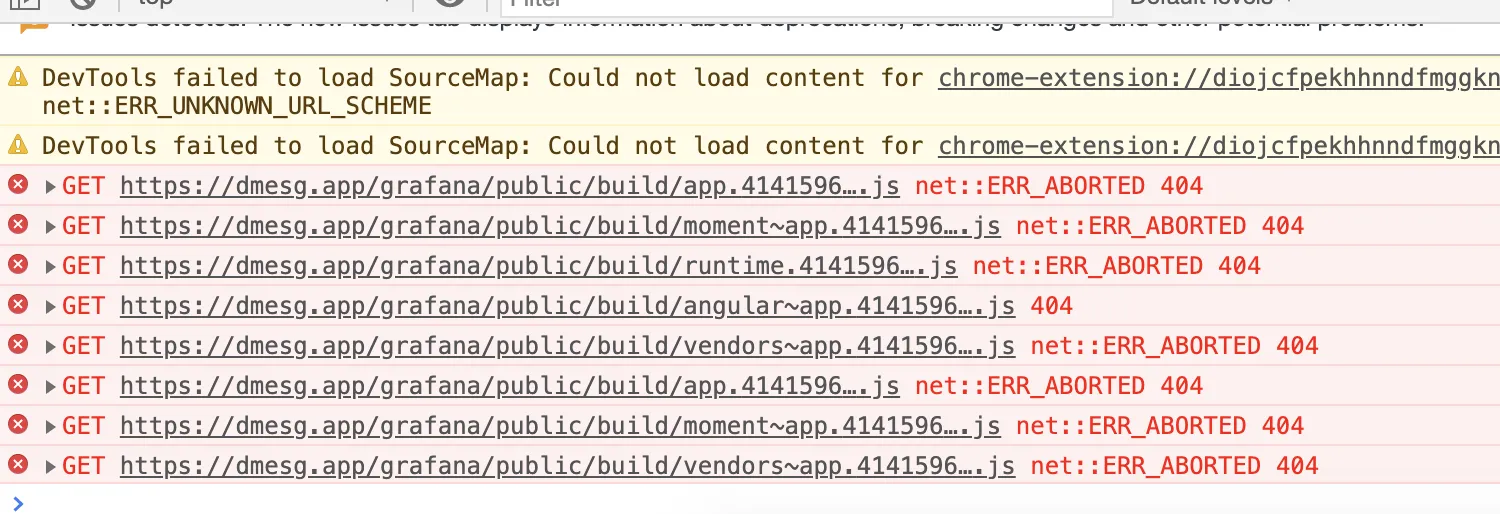 top
Filter
Default levels
issues detected. The new Issues tab displays information about deprecations, breaking changes and other potential problems.
DevTools failed to load SourceMap: Could not load content for chrome-extension://diojcfpekhhnndfmggkn
net::ERR_UNKNOWN_URL_SCHEME
DevTools failed to load SourceMap: Could not load content for chrome-extension://diojcfpekhhnndfmggkn
GET https://dmesg.app/grafana/public/build/app.4141596….js net::ERR_ABORTED 404
GET https://dmesg.app/grafana/public/build/moment~app.4141596….js net::ERR_ABORTED 404
GET https://dmesg.app/grafana/public/build/runtime.4141596….js net::ERR_ABORTED 404
GET https://dmesg.app/grafana/public/build/angular~app.4141596….js 404
GET https://dmesg.app/grafana/public/build/vendors~app.4141596….js net::ERR_ABORTED 404
GET https://dmesg.app/grafana/public/build/app.4141596….js net::ERR_ABORTED 404
GET https://dmesg.app/grafana/public/build/moment~app.4141596….js net::ERR_ABORTED 404
GET https://dmesg.app/grafana/public/build/vendors~app.4141596….js net::ERR_ABORTED 404